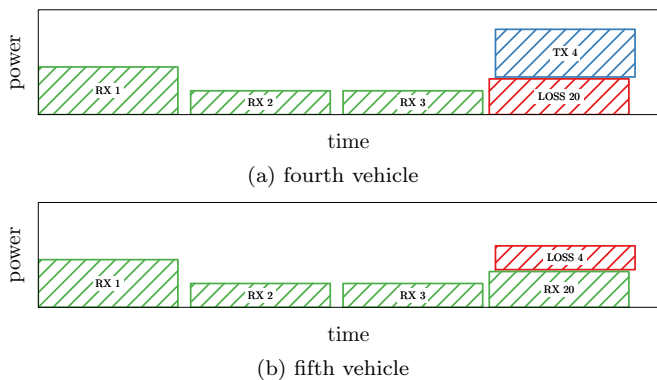 power
TX 4
RX 1
RX 2
RX 3
LOSS 20
time
(a) fourth vehicle
power
LOSS 4
RX 1
RX 2
RX 3
RX 20
time
(b) fifth vehicle